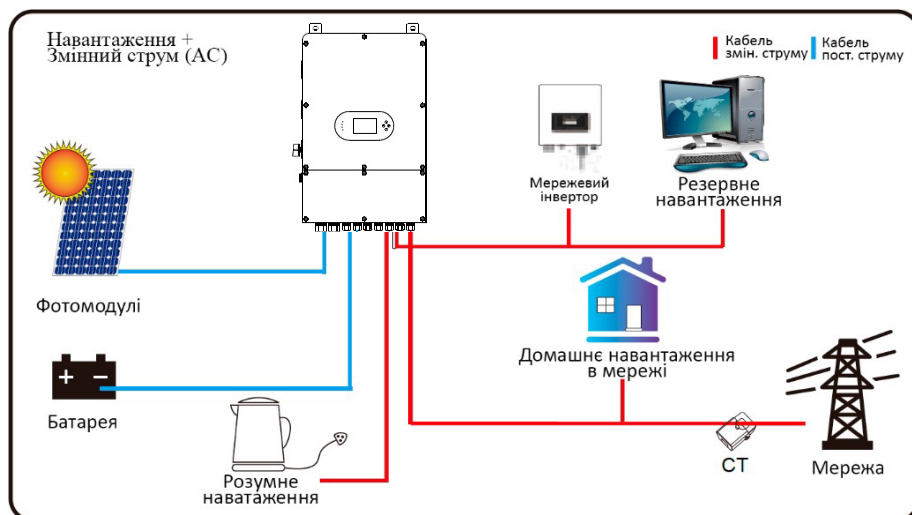 Навантаження +
Змінний струм (AC)
Кабель
змін. струму
Кабель
пост. струму
Мережевий
інвертор
Резервне
навантаження
Фотомодулі
Домашнє навантаження
в мережі
Батарея
Розумне
наватаження
СТ
Мережа